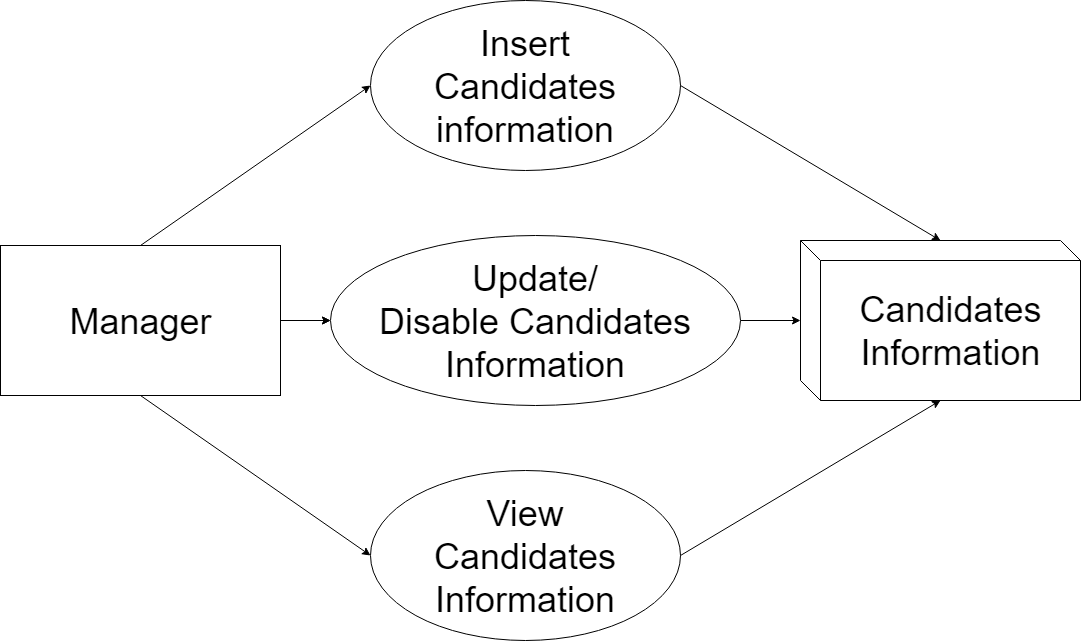 Insert
Candidates
information
Manager
Update/
Disable Candidates
Information
Candidates
Information
View
Candidates
Information